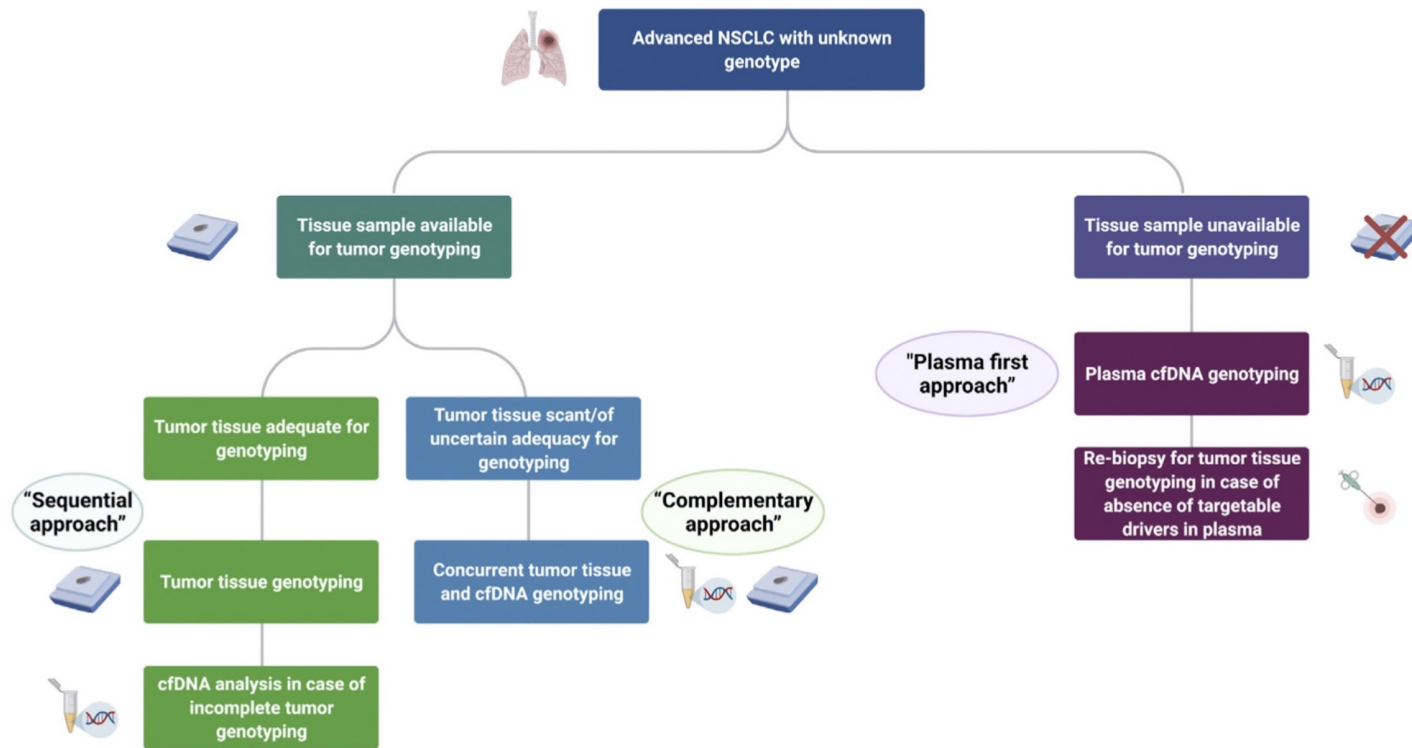 Advanced NSCLC with unknown
genotype
Tissue sample available
for tumor genotyping
Tissue sample unavailable
for tumor genotyping
"Plasma first
approach”
Plasma cfDNA genotyping
Tumor tissue adequate for
genotyping
Tumor tissue scant/of
uncertain adequacy for
genotyping
Re-biopsy for tumor tissue
genotyping in case of
absence of targetable
drivers in plasma
“Sequential
approach”
“Complementary
approach”
Tumor tissue genotyping
Concurrent tumor tissue
and cfDNA genotyping
cfDNA analysis in case of
incomplete tumor
genotyping